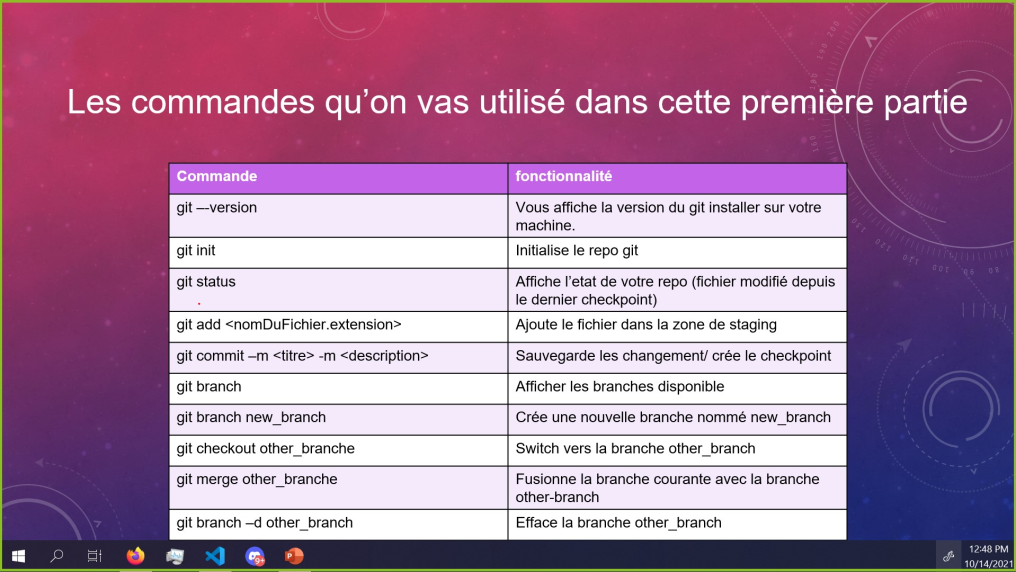 Les commandes qu’on vas utilisé dans cette première partie
Commande
fonctionnalité
git –-version
Vous affiche la version du git installer sur votre
machine.
git init
Initialise le repo git
git status
Affiche l’etat de votre repo (fichier modifié depuis
le dernier checkpoint)
git add <nomDuFichier.extension>
Ajoute le fichier dans la zone de staging
git commit –m <titre> -m <description>
Sauvegarde les changement/ crée le checkpoint
git branch
Afficher les branches disponible
git branch new_branch
Crée une nouvelle branche nommé new_branch
git checkout other_branche
Switch vers la branche other_branch
git merge other_branche
Fusionne la branche courante avec la branche
other-branch
git branch –d other_branch
Efface la branche other_branch
12:48 PM
10/14/2021